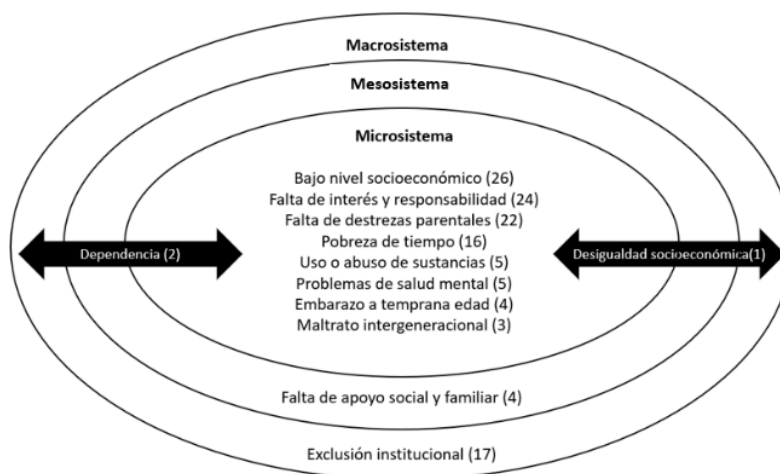 Macrosistema
Mesosistema
Microsistema
Bajo nivel socioeconómico (26)
Falta de interés y responsabilidad (24)
Falta de destrezas parentales (22)
Pobreza de tiempo (16)
Dependencia (2)
Desigualdad socioeconómica(1)
Uso o abuso de sustancias (5)
Problemas de salud mental (5)
Embarazo a temprana edad (4)
Maltrato intergeneracional (3)
Falta de apoyo social y familiar (4)
Exclusión institucional (17)